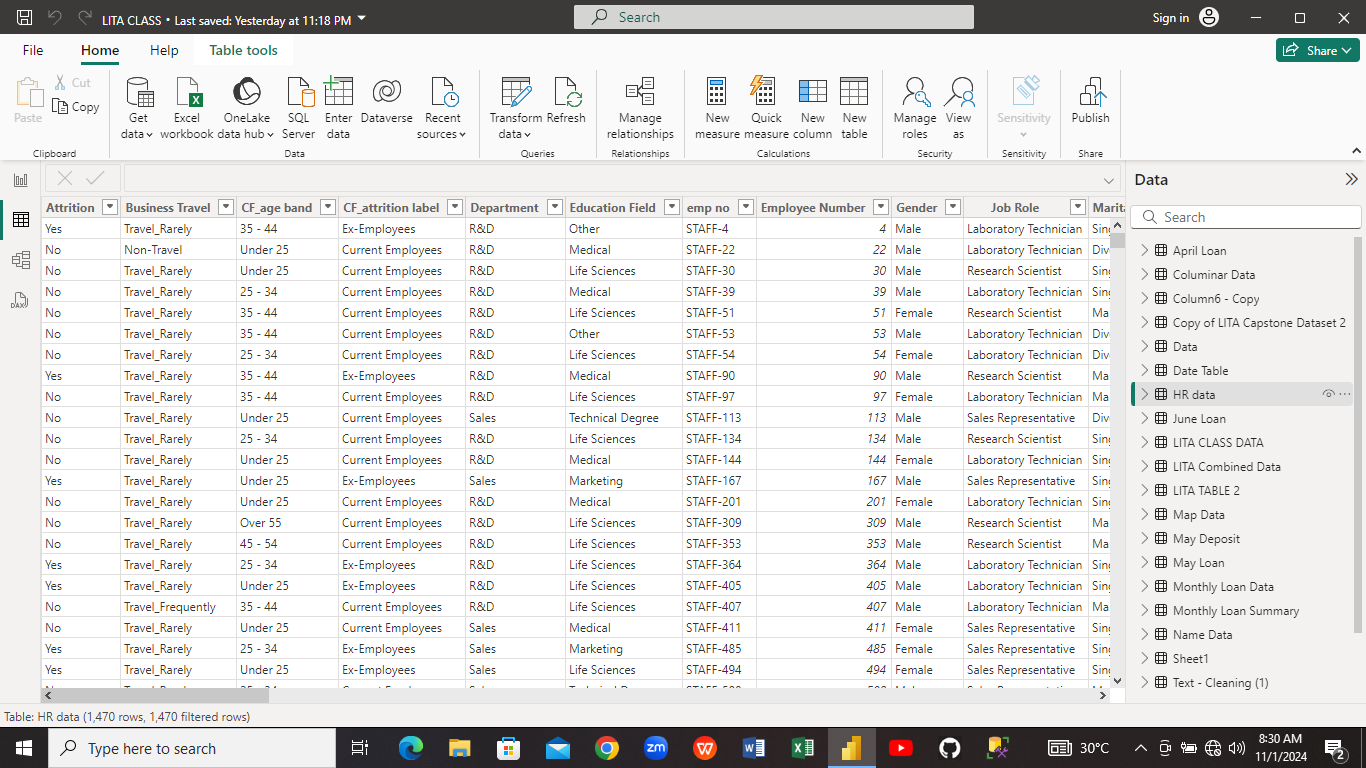 LITA CLASS • Last saved: Yesterday at 11:18 PM
Search
Sign in
File Home Help Table tools
Share
Paste Cut Copy
Get data Excel workbook OneLake data hub SQL Server Enter data Dataverse Recent sources
Transform data Refresh
Manage relationships
New measure Quick measure New column New table
Manage roles View as
Sensitivity
Publish
Clipboard Data Queries Relationships Calculations Security Sensitivity Share
Attrition Business Travel CF_age band CF_attrition label Department Education Field emp no Employee Number Gender Job Role Marita
Yes Travel_Rarely 35 - 44 Ex-Employees R&D Other STAFF-4 4 Male Laboratory Technician Sing
No Non-Travel Under 25 Current Employees R&D Medical STAFF-22 22 Male Laboratory Technician Div
No Travel_Rarely Under 25 Current Employees R&D Life Sciences STAFF-30 30 Male Research Scientist Sing
No Travel_Rarely 25 - 34 Current Employees R&D Medical STAFF-39 39 Male Laboratory Technician Sing
No Travel_Rarely 35 - 44 Current Employees R&D Life Sciences STAFF-51 51 Female Research Scientist Ma
No Travel_Rarely 35 - 44 Current Employees R&D Other STAFF-53 53 Male Laboratory Technician Div
No Travel_Rarely 25 - 34 Current Employees R&D Life Sciences STAFF-54 54 Female Laboratory Technician Div
Yes Travel_Rarely 35 - 44 Ex-Employees R&D Medical STAFF-90 90 Male Research Scientist Ma
No Travel_Rarely 35 - 44 Current Employees R&D Life Sciences STAFF-97 97 Female Laboratory Technician Ma
No Travel_Rarely Under 25 Current Employees Sales Technical Degree STAFF-113 113 Male Sales Representative Div
No Travel_Rarely 25 - 34 Current Employees R&D Life Sciences STAFF-134 134 Male Research Scientist Sing
No Travel_Rarely Under 25 Current Employees R&D Medical STAFF-144 144 Female Laboratory Technician Sing
Yes Travel_Rarely Under 25 Ex-Employees Sales Marketing STAFF-167 167 Male Sales Representative Sing
No Travel_Rarely Under 25 Current Employees R&D Medical STAFF-201 201 Female Laboratory Technician Sing
No Travel_Rarely Over 55 Current Employees R&D Life Sciences STAFF-309 309 Male Research Scientist Ma
No Travel_Rarely 45 - 54 Current Employees R&D Life Sciences STAFF-353 353 Male Research Scientist Ma
Yes Travel_Rarely 25 - 34 Ex-Employees R&D Life Sciences STAFF-364 364 Male Laboratory Technician Sing
Yes Travel_Rarely Under 25 Ex-Employees R&D Life Sciences STAFF-405 405 Male Laboratory Technician Sing
No Travel_Frequently 35 - 44 Current Employees R&D Life Sciences STAFF-407 407 Male Laboratory Technician Ma
No Travel_Rarely Under 25 Current Employees Sales Medical STAFF-411 411 Female Sales Representative Sing
Yes Travel_Rarely 25 - 34 Ex-Employees Sales Marketing STAFF-485 485 Female Sales Representative Sing
Yes Travel_Rarely Under 25 Ex-Employees Sales Life Sciences STAFF-494 494 Female Sales Representative Sing
Data
Search
April Loan
Columinar Data
Column6 - Copy
Copy of LITA Capstone Dataset 2
Data
Date Table
HR data
June Loan
LITA CLASS DATA
LITA Combined Data
LITA TABLE 2
Map Data
May Deposit
May Loan
Monthly Loan Data
Monthly Loan Summary
Name Data
Sheet1
Text - Cleaning (1)
Table: HR data (1,470 rows, 1,470 filtered rows)
Type here to search
30°C
8:30 AM
11/1/2024
2